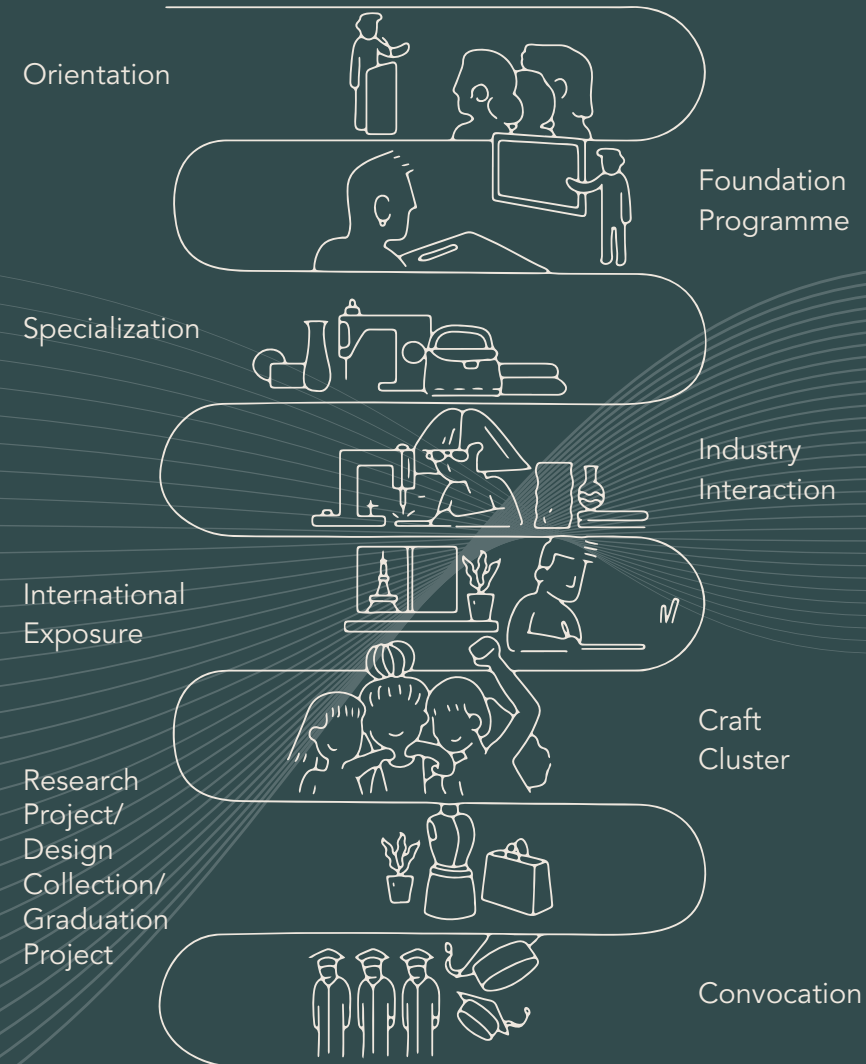 Orientation
Foundation
Programme
Specialization
Industry
Interaction
International
Exposure
Craft
Cluster
Research
Project/
Design
Collection/
Graduation
Project
Convocation